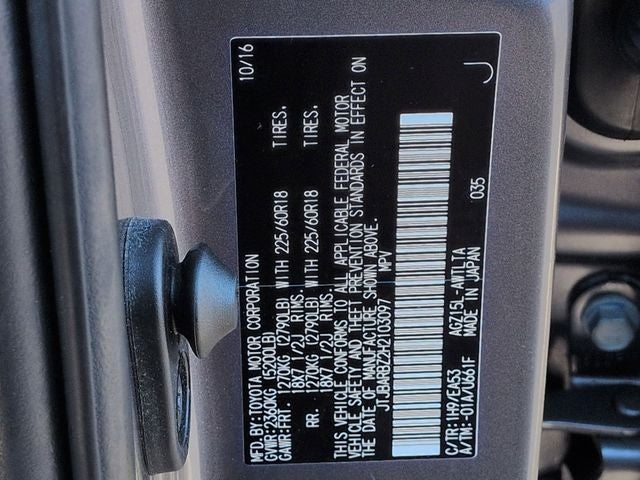 MFD.BY:TOYOTA MOTOR CORPORATION 10/16
GVWR:2360KG (5200LB)
GAWR:FRT. 1270KG (2790LB) WITH 225/60R18 TIRES.
18X7 1/2J RIMS.
RR. 1270KG (2790LB) WITH 225/60R18 TIRES.
18X7 1/2J RIMS.
THIS VEHICLE CONFORMS TO ALL APPLICABLE FEDERAL MOTOR
VEHICLE SAFETY AND THEFT PREVENTION STANDARDS IN EFFECT ON
THE DATE OF MANUFACTURE SHOWN ABOVE.
JTJBARBZ2H2103097 MPV
C/TR:1H9/EA53 AGZ15L-AWTLTA 035
A/TM:-01A/U661F MADE IN JAPAN J